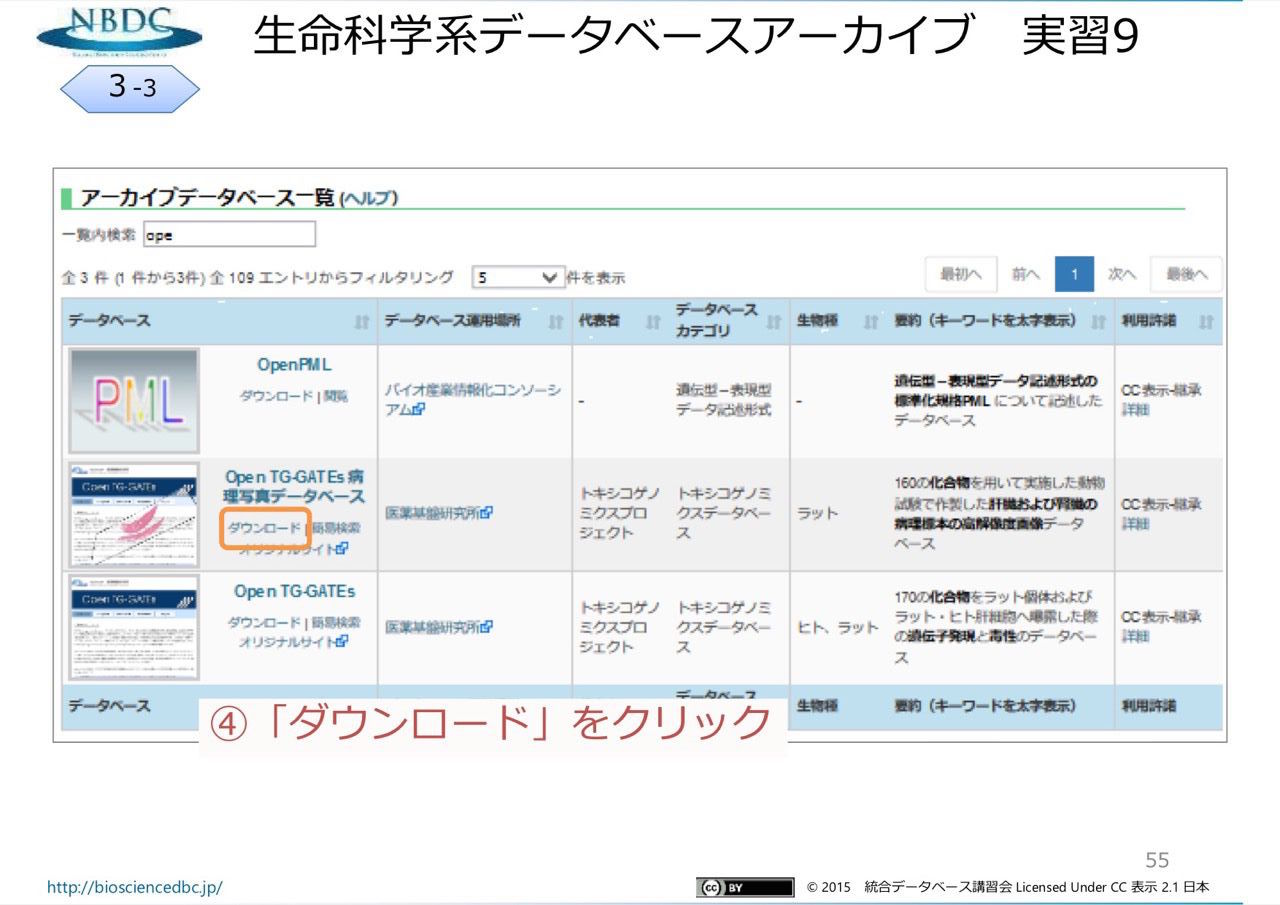 NBDC
生命科学系データベースアーカイブ　実習9
3-3
アーカイブデータベース一覧 (ヘルプ)
一覧内検索 ope
全 3 件 (1 件から3件) 全 109 エントリからフィルタリング 5 件を表示
最初へ 前へ 1 次へ 最後へ
データベース データベース運用場所 代表者 データベース 生物種 要約（キーワードを太字表示） 利用許諾
カテゴリ
PML
OpenPML
ダウンロード | 閲覧
バイオ産業情報化コンソーシ
アム
-
遺伝型－表現型
データ記述形式
-
遺伝型－表現型データ記述形式の
標準化規格PML について記述した
データベース
CC 表示-継承
詳細
Open TG-GATEs
Open TG-GATEs 病
理写真データベース
ダウンロード | 簡易検索
オリジナルサイト
医薬基盤研究所
トキシコゲノ
ミクスプロ
ジェクト
トキシコゲノミ
クスデータベー
ス
ラット
160の化合物を用いて実施した動物
試験で作製した肝臓および腎臓の
病理標本の高解像度画像データ
ベース
CC 表示-継承
詳細
Open TG-GATEs
Open TG-GATEs
ダウンロード | 簡易検索
オリジナルサイト
医薬基盤研究所
トキシコゲノ
ミクスプロ
ジェクト
トキシコゲノミ
クスデータベー
ス
ヒト、ラット
170の化合物をラット個体および
ラット・ヒト肝細胞へ曝露した際
の遺伝子発現と毒性のデータベー
ス
CC 表示-継承
詳細
データベース データベース 生物種 要約（キーワードを太字表示） 利用許諾
④「ダウンロード」をクリック
55
http://biosciencedbc.jp/
cc BY © 2015　統合データベース講習会 Licensed Under CC 表示 2.1 日本